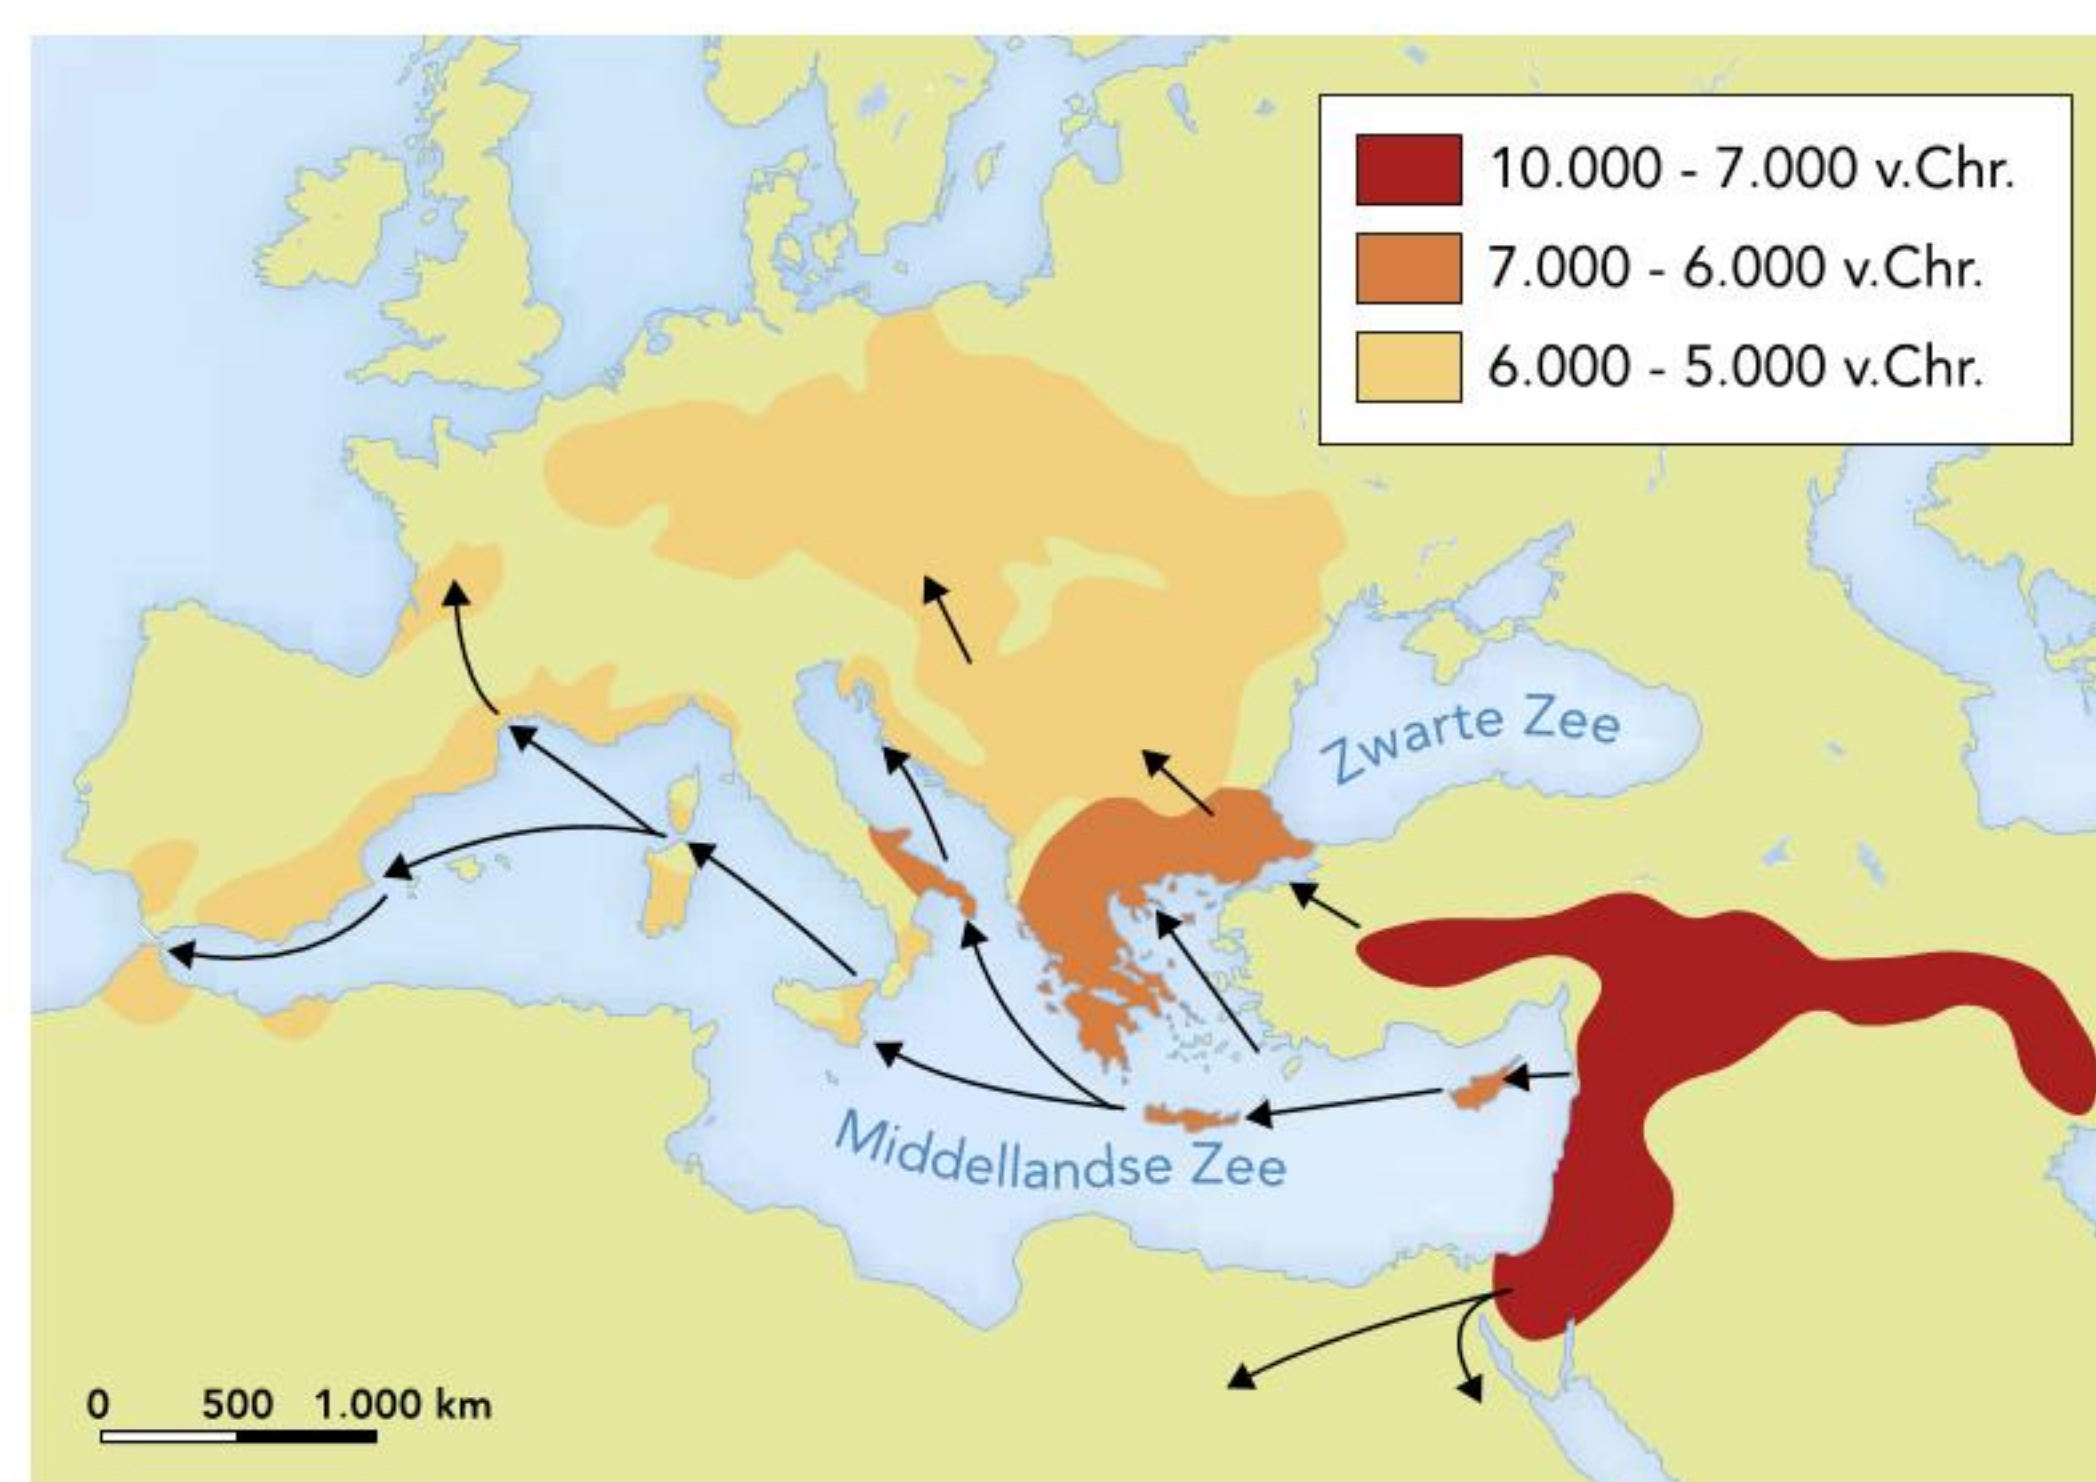 10.000 - 7.000 v.Chr.
7.000 - 6.000 v.Chr.
6.000 - 5.000 v.Chr.
Zwarte Zee
Middellandse Zee
0 500 1.000 km